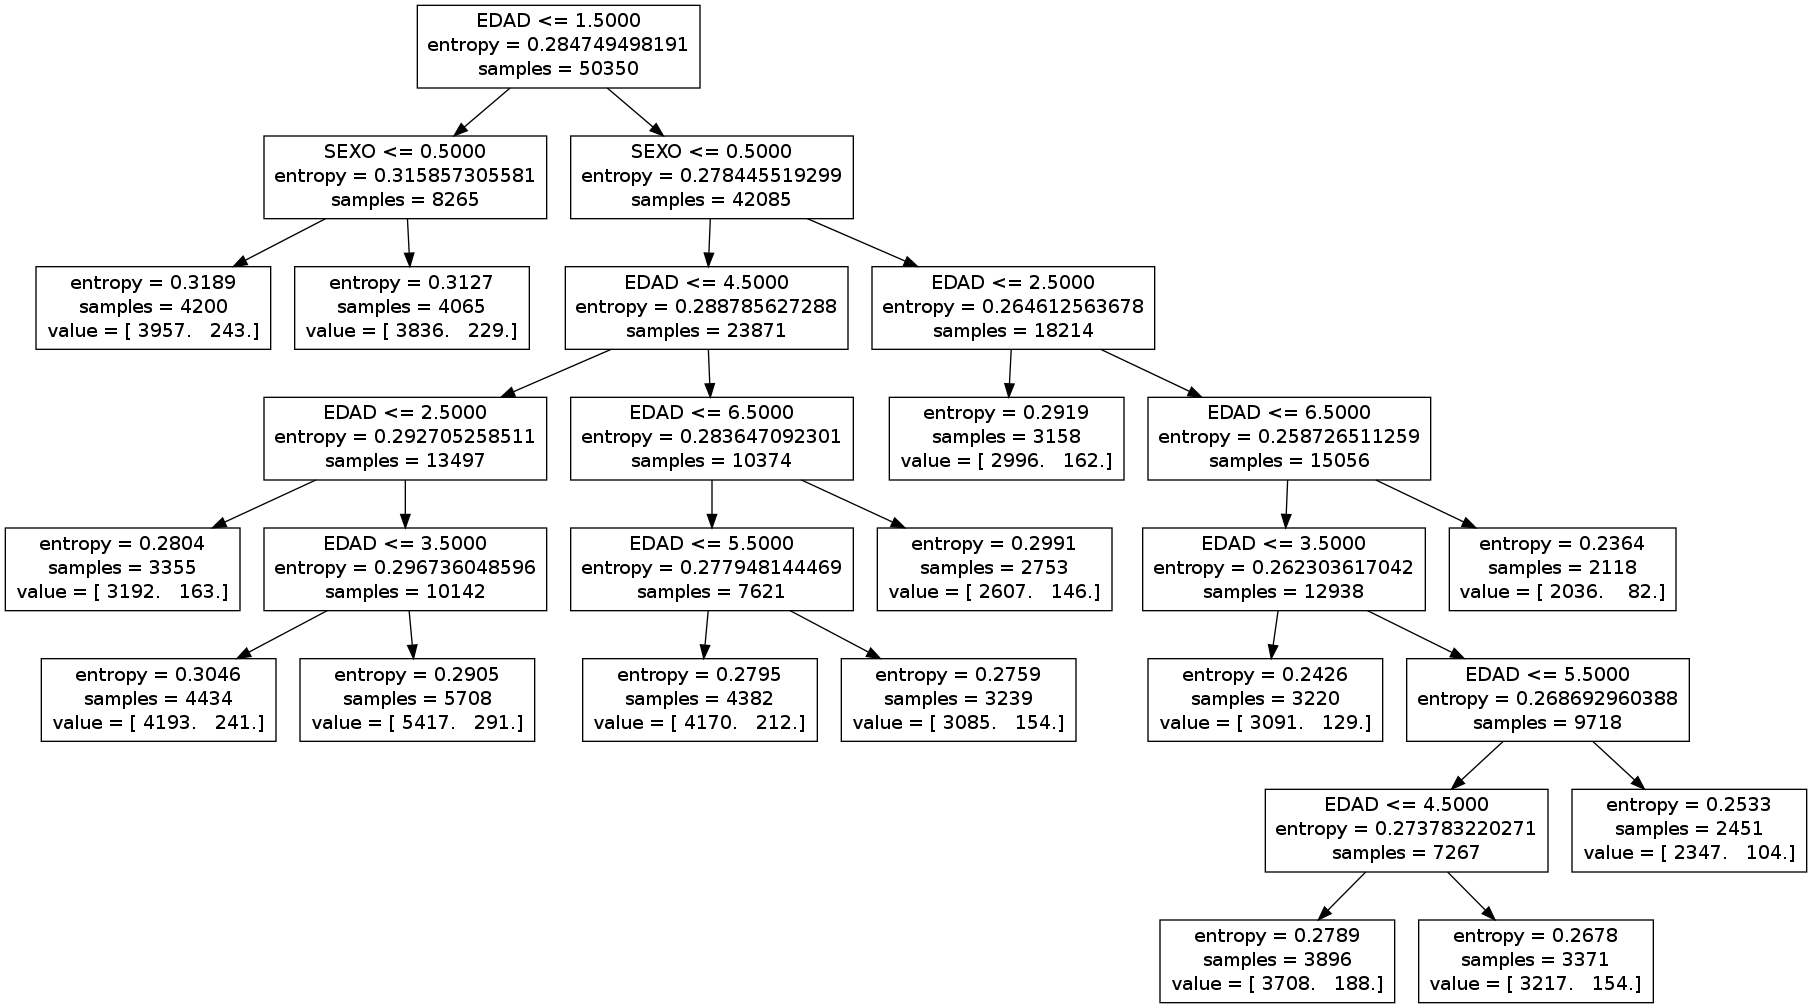 EDAD <= 1.5000
entropy = 0.284749498191
samples = 50350
SEXO <= 0.5000
entropy = 0.315857305581
samples = 8265
SEXO <= 0.5000
entropy = 0.278445519299
samples = 42085
entropy = 0.3189
samples = 4200
value = [ 3957.   243.]
entropy = 0.3127
samples = 4065
value = [ 3836.   229.]
EDAD <= 4.5000
entropy = 0.288785627288
samples = 23871
EDAD <= 2.5000
entropy = 0.264612563678
samples = 18214
EDAD <= 2.5000
entropy = 0.292705258511
samples = 13497
EDAD <= 6.5000
entropy = 0.283647092301
samples = 10374
entropy = 0.2919
samples = 3158
value = [ 2996.   162.]
EDAD <= 6.5000
entropy = 0.258726511259
samples = 15056
entropy = 0.2804
samples = 3355
value = [ 3192.   163.]
EDAD <= 3.5000
entropy = 0.296736048596
samples = 10142
EDAD <= 5.5000
entropy = 0.277948144469
samples = 7621
entropy = 0.2991
samples = 2753
value = [ 2607.   146.]
EDAD <= 3.5000
entropy = 0.262303617042
samples = 12938
entropy = 0.2364
samples = 2118
value = [ 2036.    82.]
entropy = 0.3046
samples = 4434
value = [ 4193.   241.]
entropy = 0.2905
samples = 5708
value = [ 5417.   291.]
entropy = 0.2795
samples = 4382
value = [ 4170.   212.]
entropy = 0.2759
samples = 3239
value = [ 3085.   154.]
entropy = 0.2426
samples = 3220
value = [ 3091.   129.]
EDAD <= 5.5000
entropy = 0.268692960388
samples = 9718
EDAD <= 4.5000
entropy = 0.273783220271
samples = 7267
entropy = 0.2533
samples = 2451
value = [ 2347.   104.]
entropy = 0.2789
samples = 3896
value = [ 3708.   188.]
entropy = 0.2678
samples = 3371
value = [ 3217.   154.]